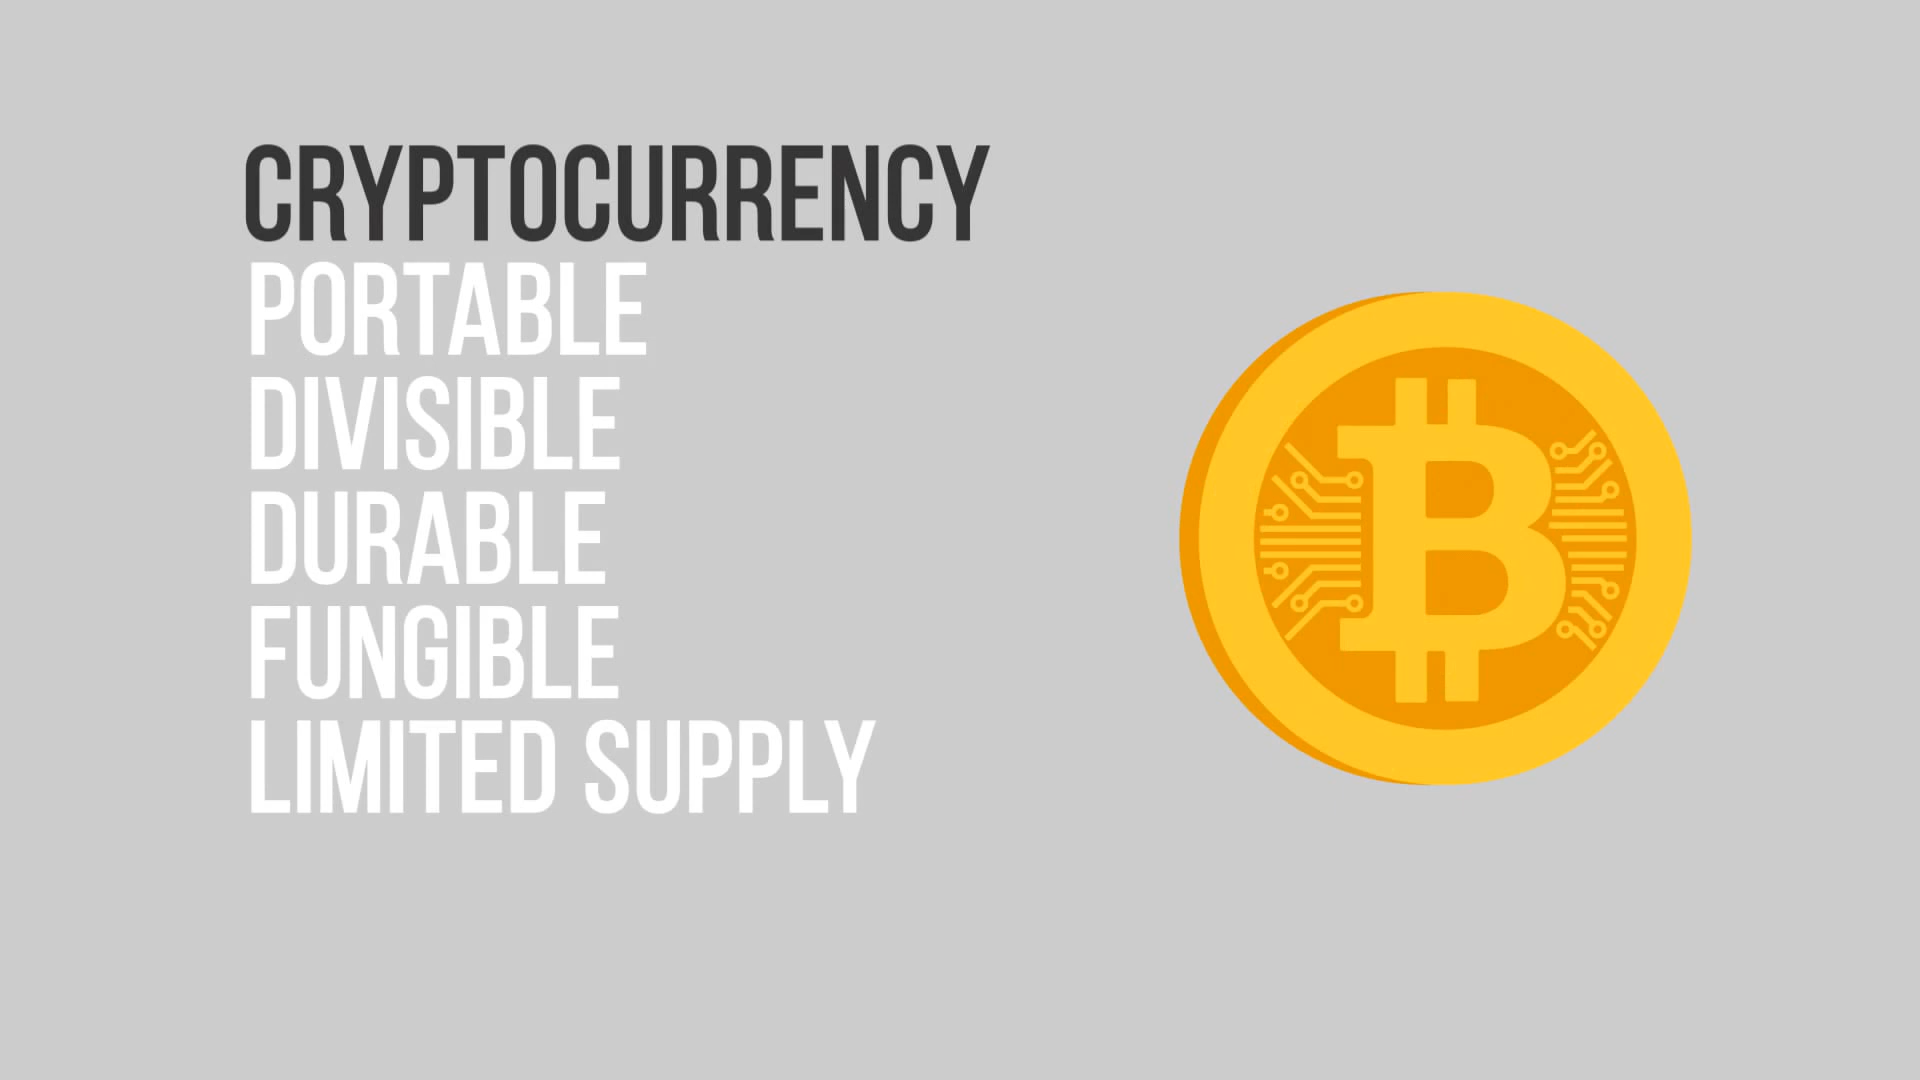 CRYPTOCURRENCY
PORTABLE
DIVISIBLE
DURABLE
FUNGIBLE
LIMITED SUPPLY